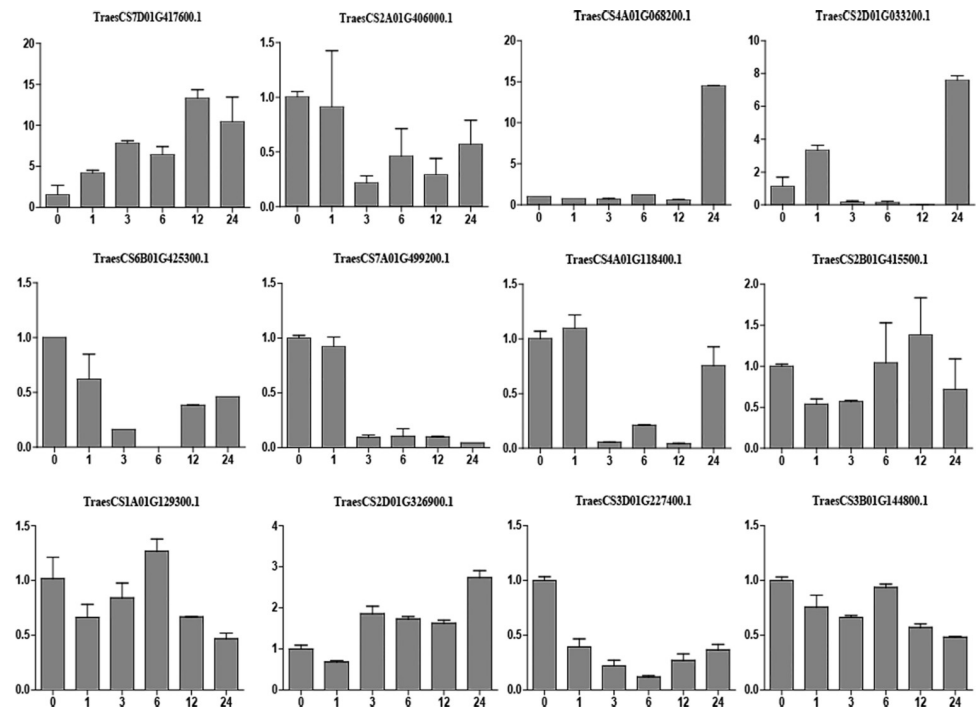 TraesCS7D01G417600.1
20
15
10
5
0
0 1 3 6 12 24
TraesCS2A01G406000.1
1.5
1.0
0.5
0.0
0 1 3 6 12 24
TraesCS4A01G068200.1
20
15
10
5
0
0 1 3 6 12 24
TraesCS2D01G033200.1
10
8
6
4
2
0
0 1 3 6 12 24
TraesCS6B01G425300.1
1.5
1.0
0.5
0.0
0 1 3 6 12 24
TraesCS7A01G499200.1
1.5
1.0
0.5
0.0
0 1 3 6 12 24
TraesCS4A01G118400.1
1.5
1.0
0.5
0.0
0 1 3 6 12 24
TraesCS2B01G415500.1
2.0
1.5
1.0
0.5
0.0
0 1 3 6 12 24
TraesCS1A01G129300.1
1.5
1.0
0.5
0.0
0 1 3 6 12 24
TraesCS2D01G326900.1
4
3
2
1
0
0 1 3 6 12 24
TraesCS3D01G227400.1
1.5
1.0
0.5
0.0
0 1 3 6 12 24
TraesCS3B01G144800.1
1.5
1.0
0.5
0.0
0 1 3 6 12 24